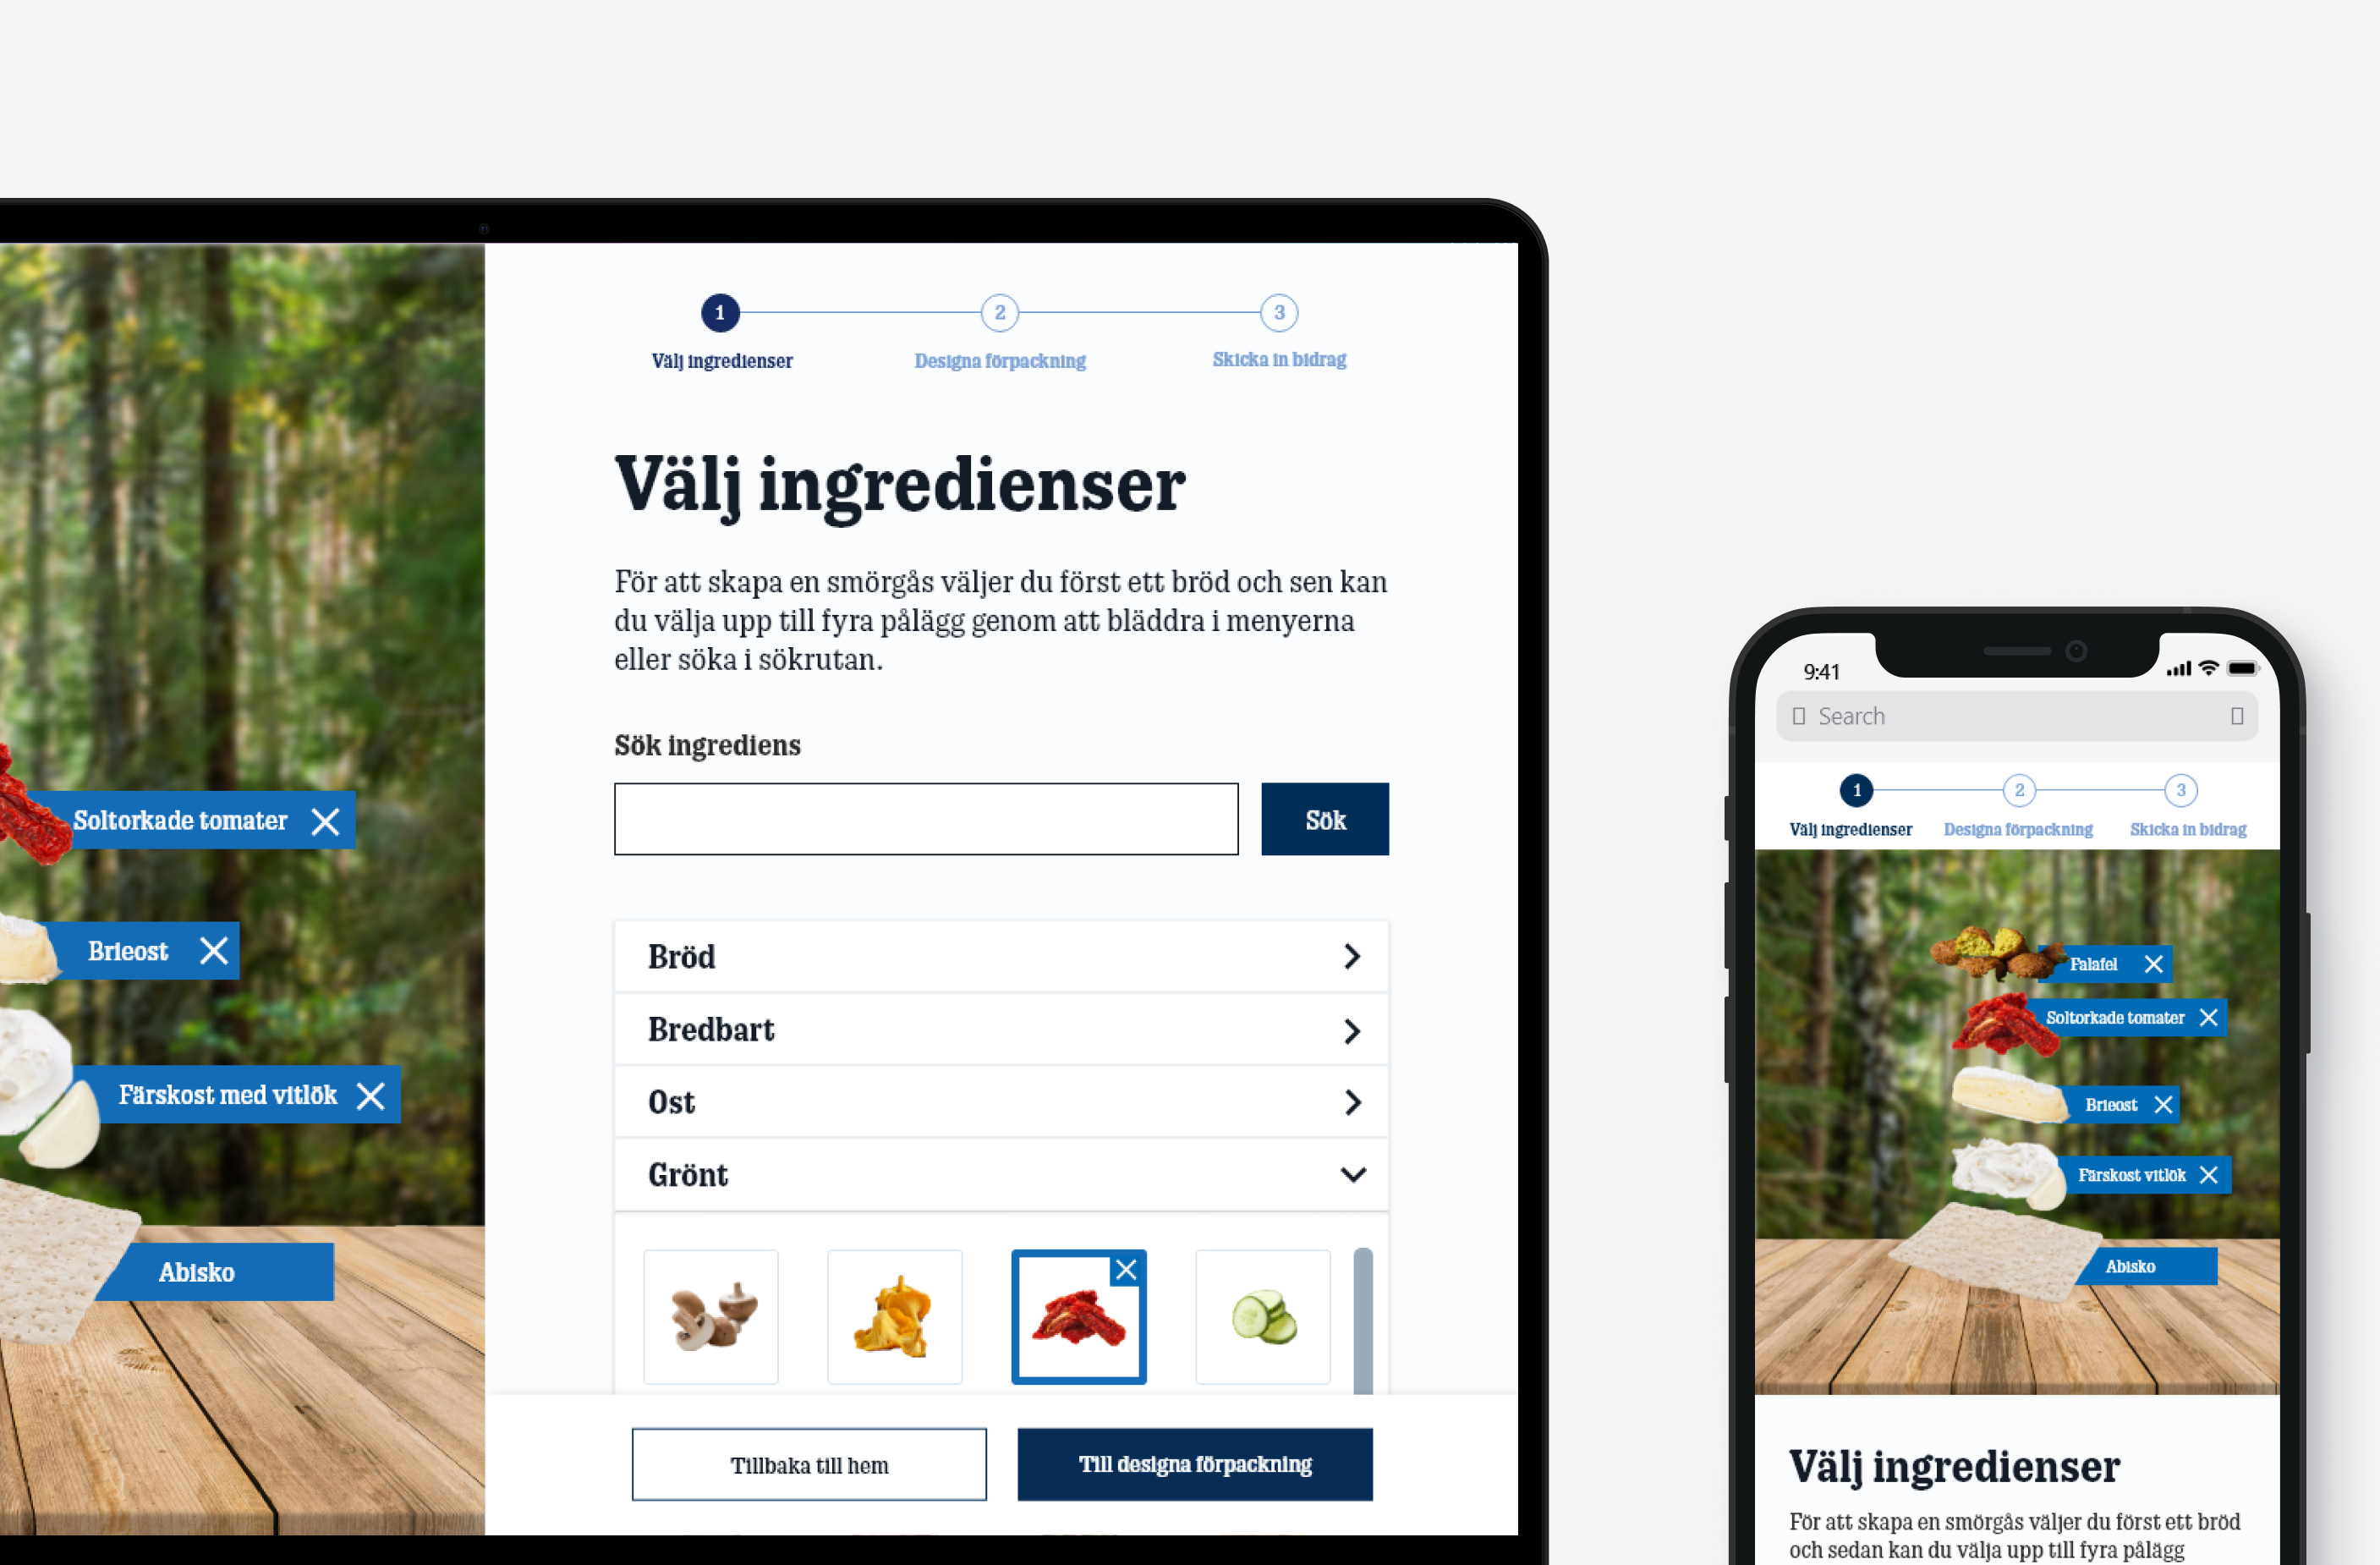 Soltorkade tomater
Brieost
Färskost med vitlök
Abisko
1
2
3
Välj ingredienser
Designa förpackning
Skicka in bidrag
Välj ingredienser
För att skapa en smörgås väljer du först ett bröd och sen kan
du välja upp till fyra pålägg genom att bläddra i menyerna
eller söka i sökrutan.
Sök ingrediens
Sök
Bröd
Bredbart
Ost
Grönt
Tillbaka till hem
Till designa förpackning
9:41
Search
1
2
3
Välj ingredienser
Designa förpackning
Skicka in bidrag
Falafel
Soltorkade tomater
Brieost
Färskost vitlök
Abisko
Välj ingredienser
För att skapa en smörgås väljer du först ett bröd
och sedan kan du välja upp till fyra pålägg